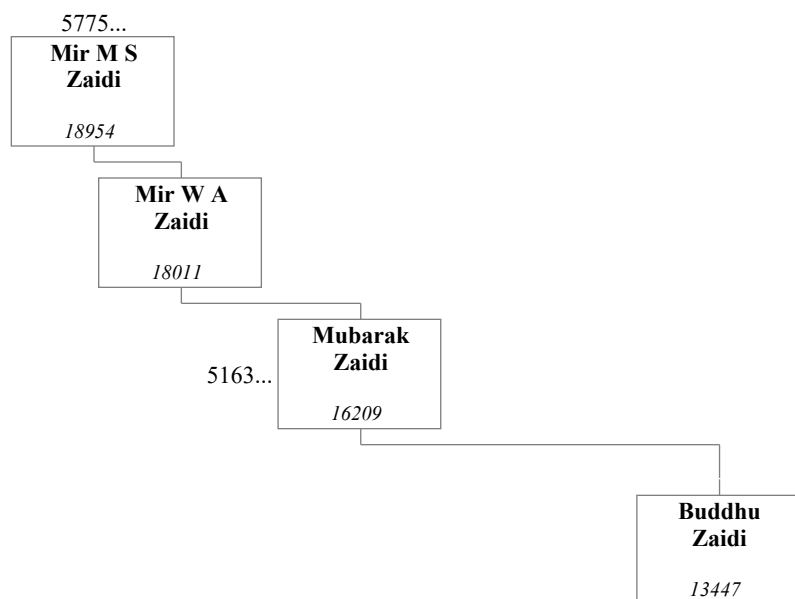 5775...
Mir M S
Zaidi
18954
Mir W A
Zaidi
18011
Mubarak
Zaidi
5163...
16209
Buddhu
Zaidi
13447